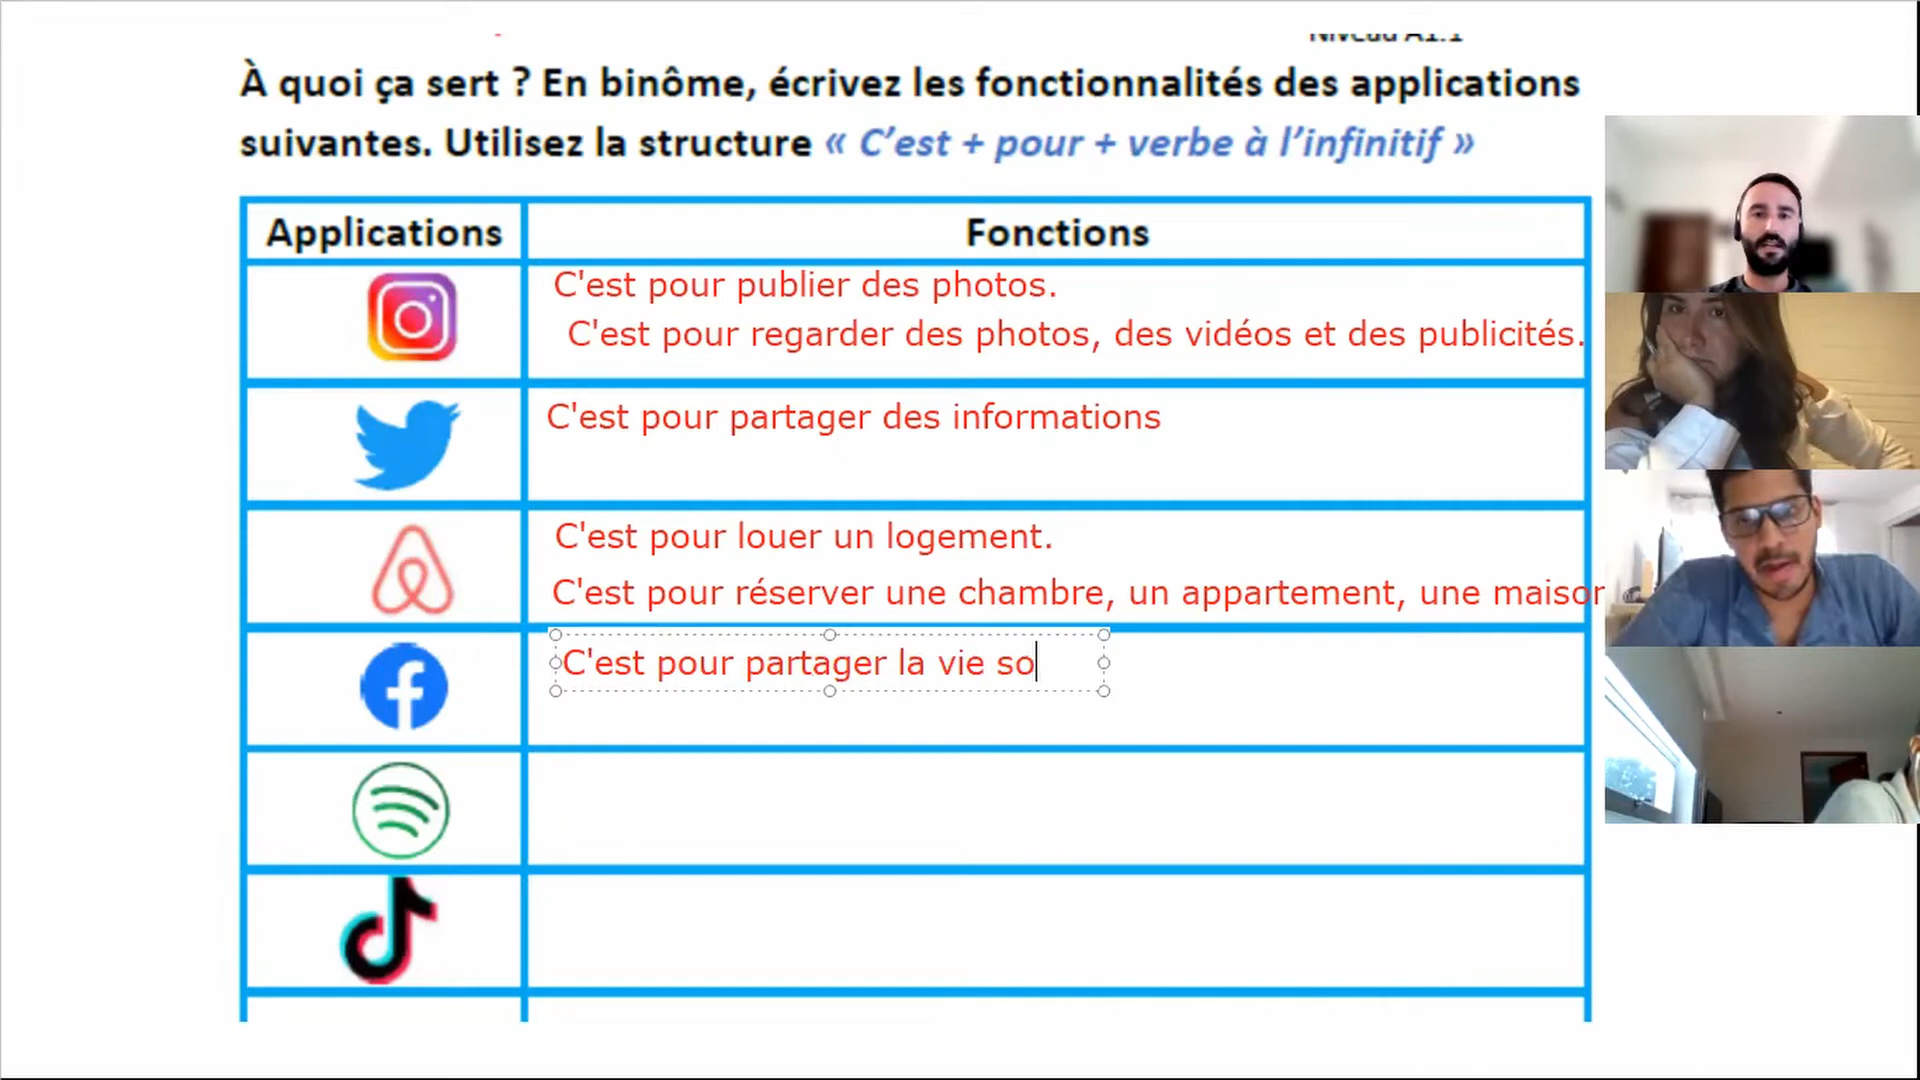 À quoi ça sert ? En binôme, écrivez les fonctionnalités des applications
suivantes. Utilisez la structure « C’est + pour + verbe à l’infinitif »
Applications Fonctions
C'est pour publier des photos.
C'est pour regarder des photos, des vidéos et des publicités.
C'est pour partager des informations
C'est pour louer un logement.
C'est pour réserver une chambre, un appartement, une maison
C'est pour partager la vie so